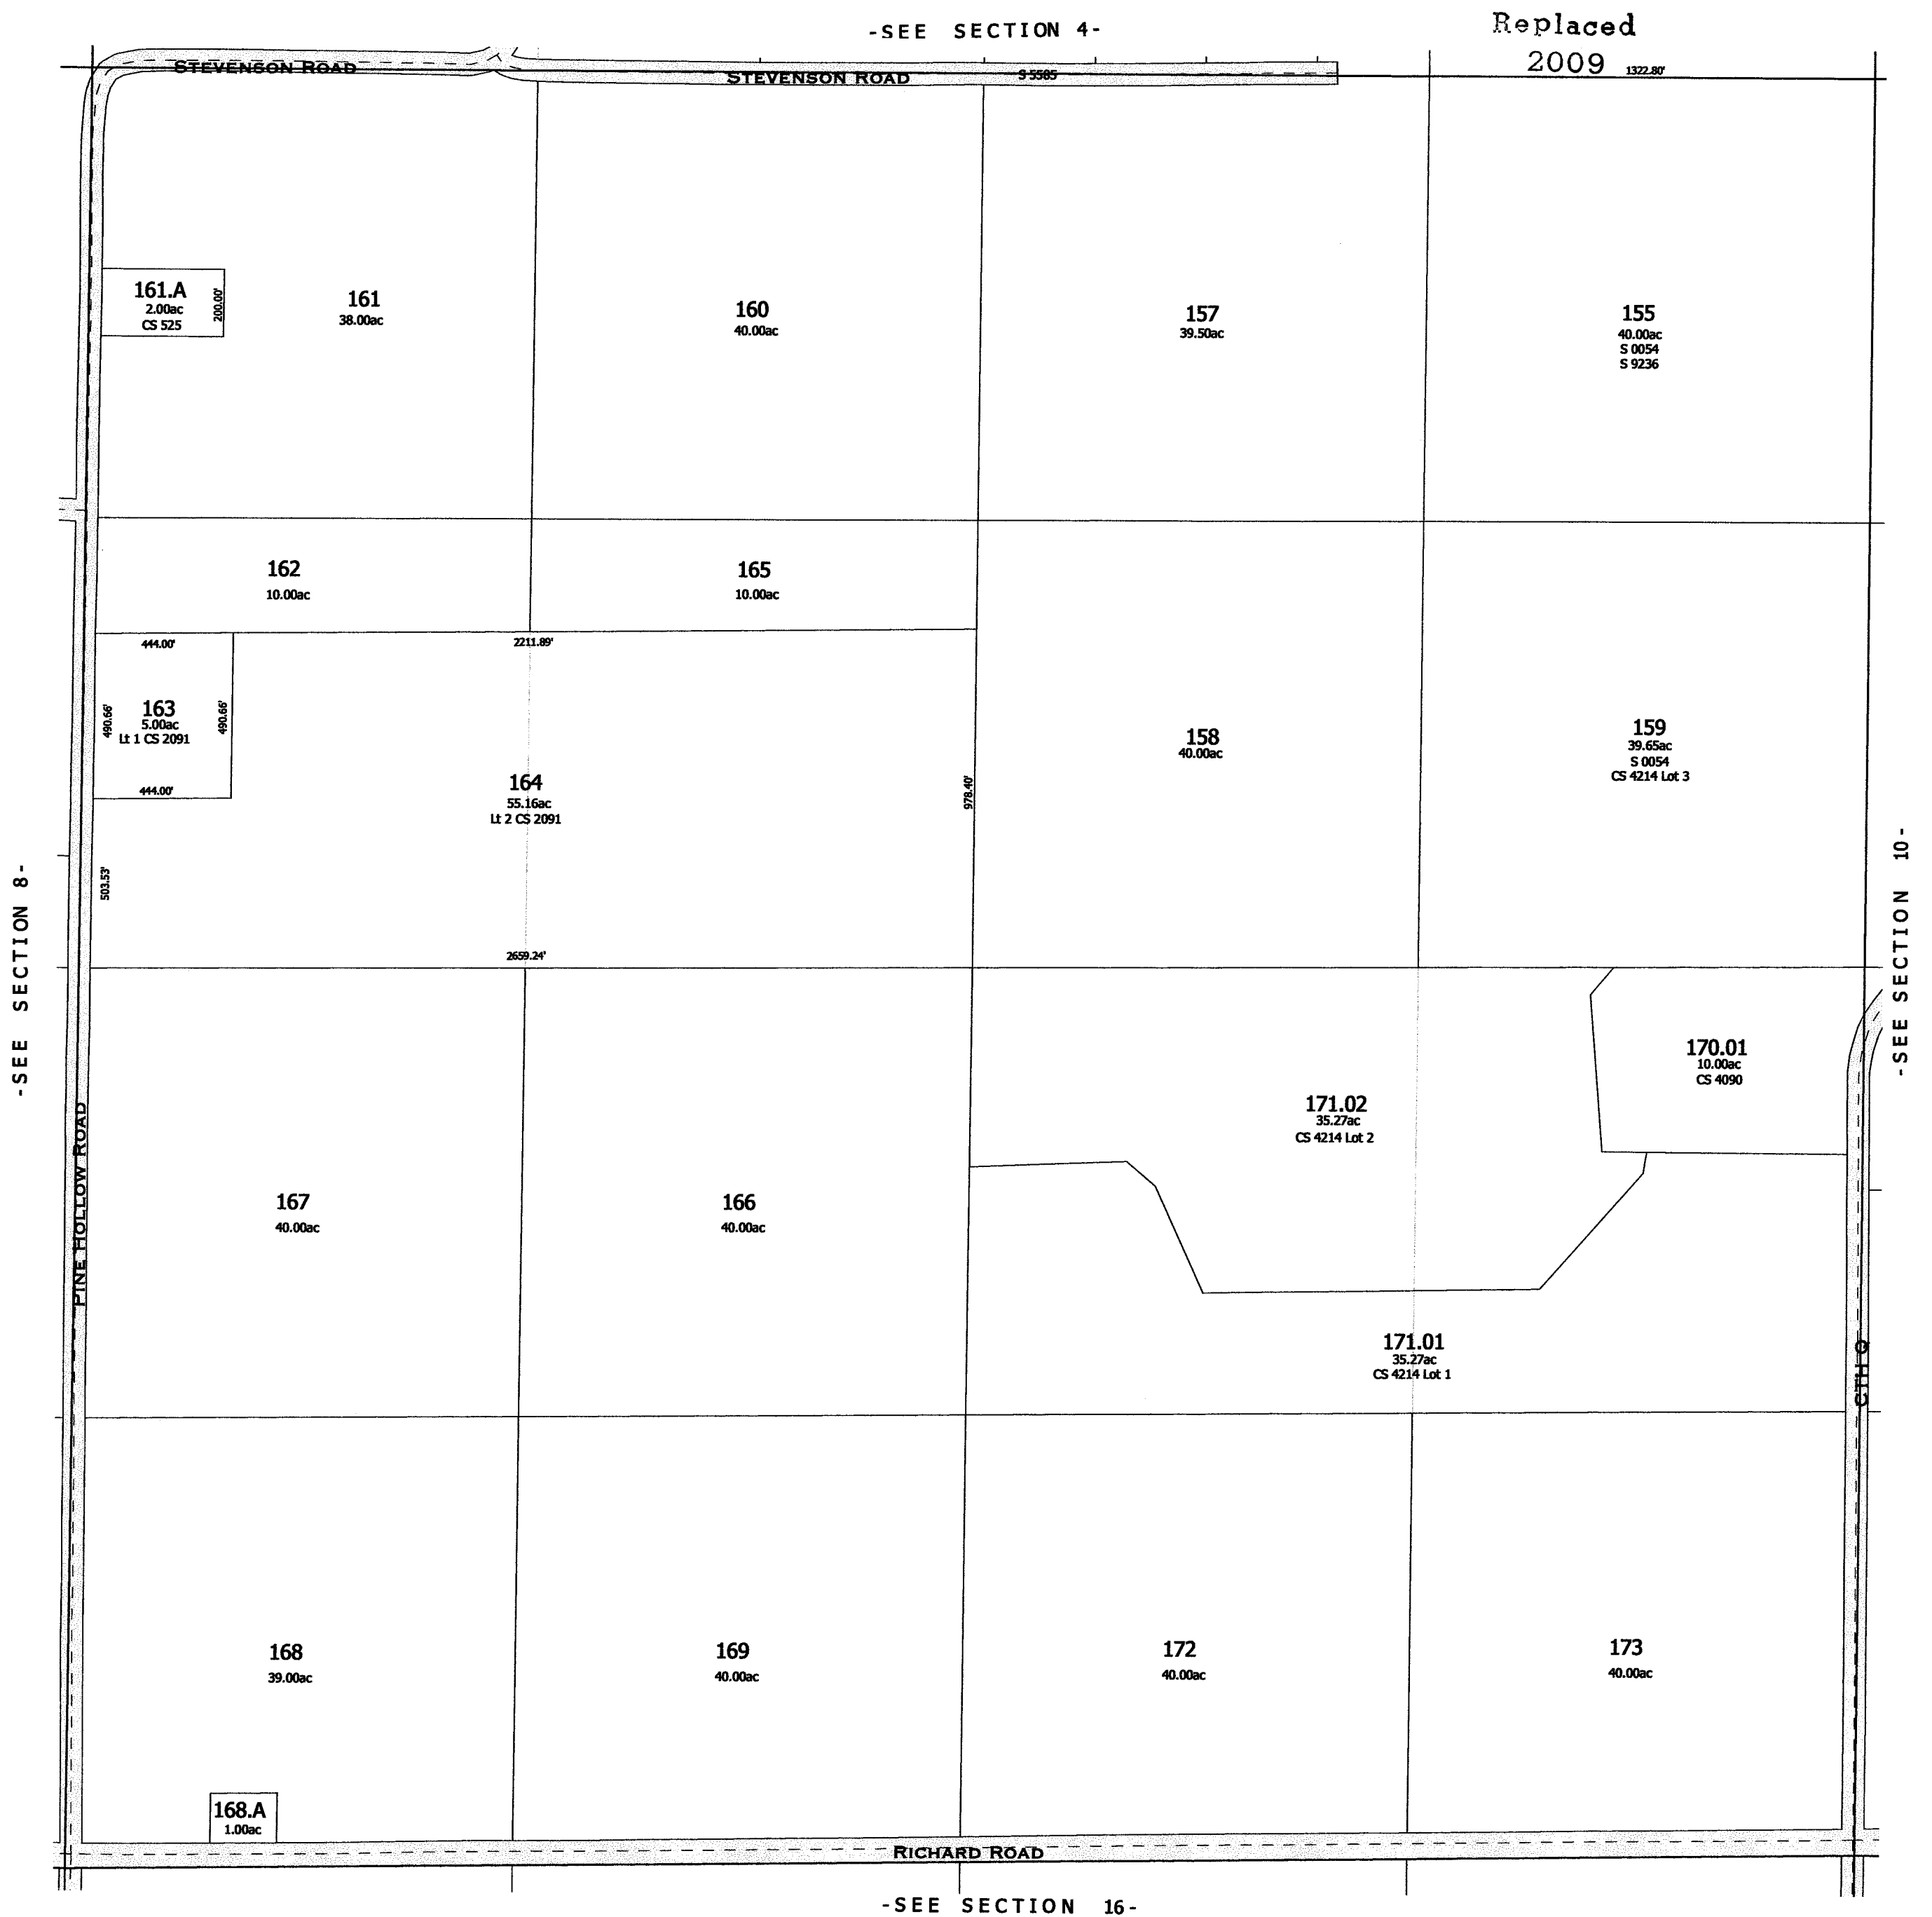 -SEE SECTION 4-
Replaced
2009
1322.80'
STEVENSON ROAD
STEVENSON ROAD
S 5585
161.A
2.00ac
CS 525
200.00'
161
38.00ac
160
40.00ac
157
39.50ac
155
40.00ac
S 0054
S 9236
162
10.00ac
165
10.00ac
444.00'
2211.89'
490.66'
163
5.00ac
Lt 1 CS 2091
490.66'
444.00'
503.53'
164
55.16ac
Lt 2 CS 2091
978.40'
2659.24'
158
40.00ac
159
39.65ac
S 0054
CS 4214 Lot 3
-SEE SECTION 8-
-SEE SECTION 10-
170.01
10.00ac
CS 4090
171.02
35.27ac
CS 4214 Lot 2
PINE HOLLOW ROAD
167
40.00ac
166
40.00ac
171.01
35.27ac
CS 4214 Lot 1
CTH Q
168
39.00ac
169
40.00ac
172
40.00ac
173
40.00ac
168.A
1.00ac
RICHARD ROAD
-SEE SECTION 16-